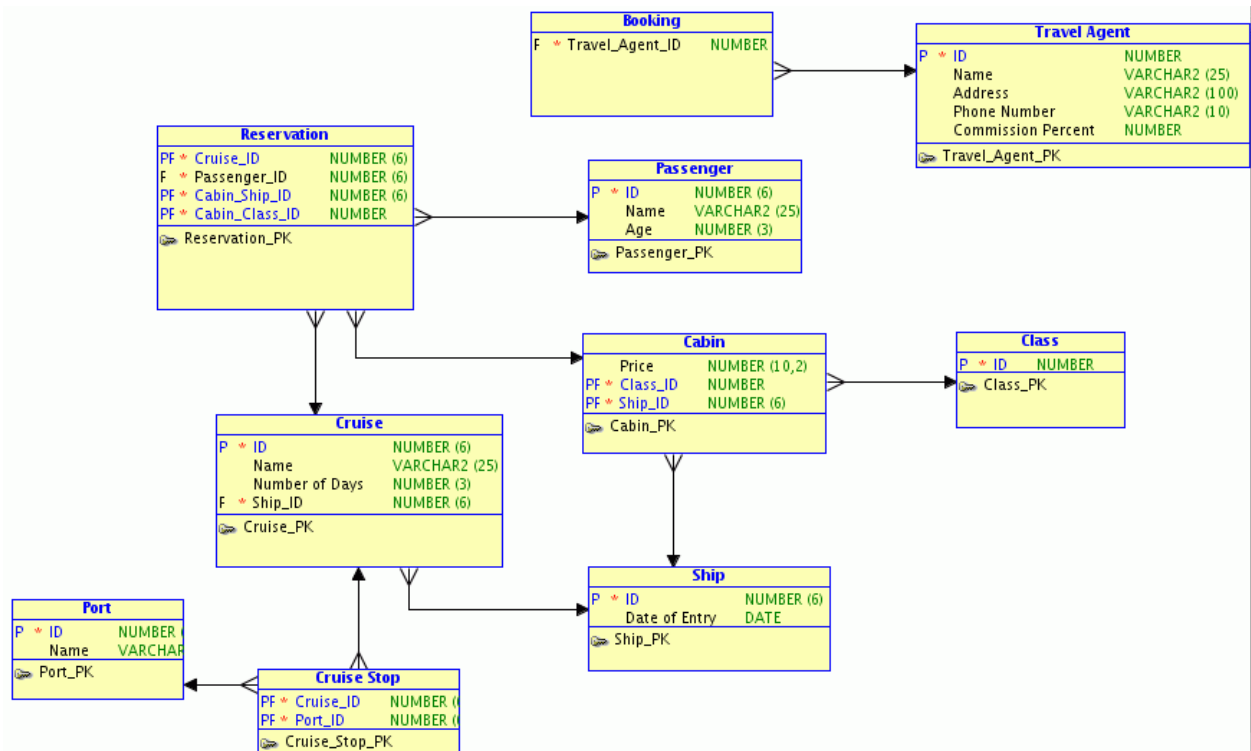 Booking
F * Travel_Agent_ID NUMBER
Travel Agent
P * ID NUMBER
Name VARCHAR2 (25)
Address VARCHAR2 (100)
Phone Number VARCHAR2 (10)
Commission Percent NUMBER
Travel_Agent_PK
Reservation
PF * Cruise_ID NUMBER (6)
F * Passenger_ID NUMBER (6)
PF * Cabin_Ship_ID NUMBER (6)
PF * Cabin_Class_ID NUMBER
Reservation_PK
Passenger
P * ID NUMBER (6)
Name VARCHAR2 (25)
Age NUMBER (3)
Passenger_PK
Cabin
Price NUMBER (10,2)
PF * Class_ID NUMBER
PF * Ship_ID NUMBER (6)
Cabin_PK
Class
P * ID NUMBER
Class_PK
Cruise
P * ID NUMBER (6)
Name VARCHAR2 (25)
Number of Days NUMBER (3)
F * Ship_ID NUMBER (6)
Cruise_PK
Ship
P * ID NUMBER (6)
Date of Entry DATE
Ship_PK
Port
P * ID NUMBER (
Name VARCHAR
Port_PK
Cruise Stop
PF * Cruise_ID NUMBER (
PF * Port_ID NUMBER (
Cruise_Stop_PK